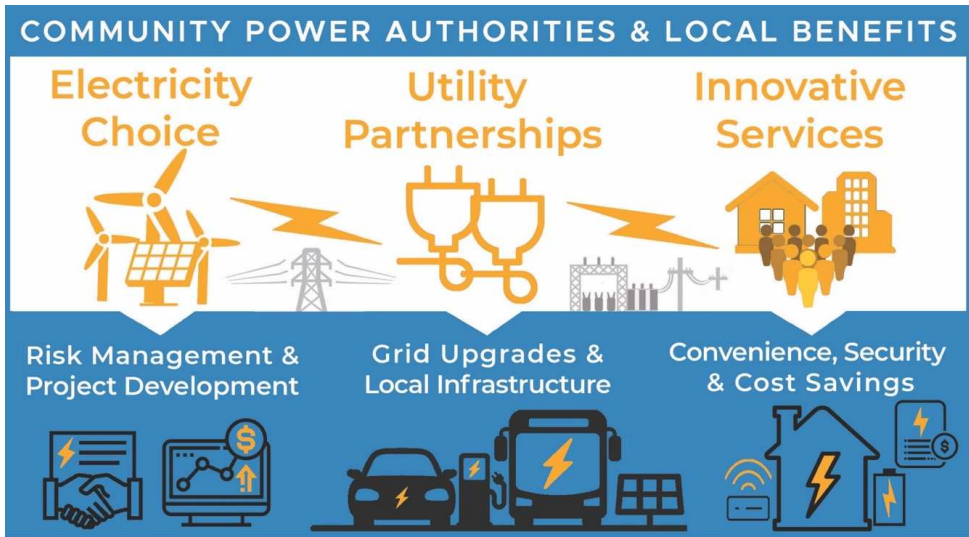 COMMUNITY POWER AUTHORITIES & LOCAL BENEFITS
Electricity
Choice
Utility
Partnerships
Innovative
Services
Risk Management &
Project Development
Grid Upgrades &
Local Infrastructure
Convenience, Security
& Cost Savings
$
$